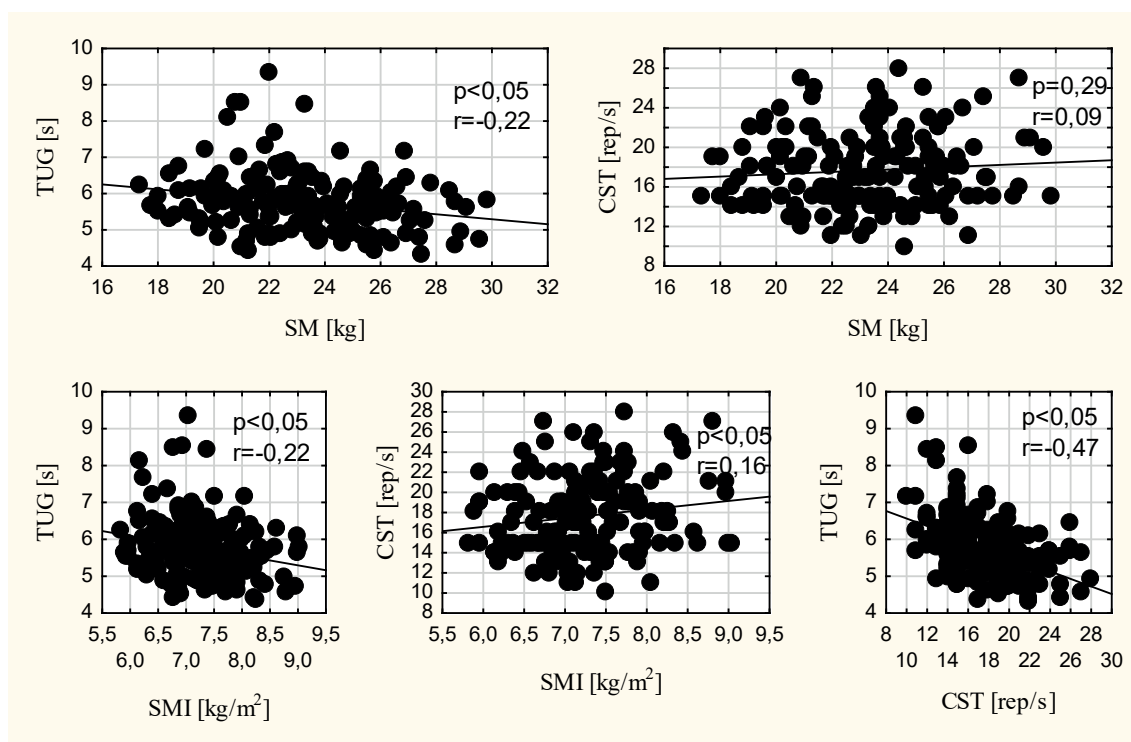 10
9
8
7
6
5
4
TUG [s]
p<0,05
r=-0,22
16 18 20 22 24 26 28 30 32
SM [kg]
28
24
20
16
12
8
CST [rep/s]
p=0,29
r=0,09
16 18 20 22 24 26 28 30 32
SM [kg]
10
9
8
7
6
5
4
TUG [s]
p<0,05
r=-0,22
5,5 6,5 7,5 8,5 9,5
6,0 7,0 8,0 9,0
SMI [kg/m²]
30
28
26
24
22
20
18
16
14
12
10
8
CST [rep/s]
p<0,05
r=0,16
5,5 6,0 6,5 7,0 7,5 8,0 8,5 9,0 9,5
SMI [kg/m²]
10
9
8
7
6
5
4
TUG [s]
p<0,05
r=-0,47
8 12 16 20 24 28
10 14 18 22 26 30
CST [rep/s]